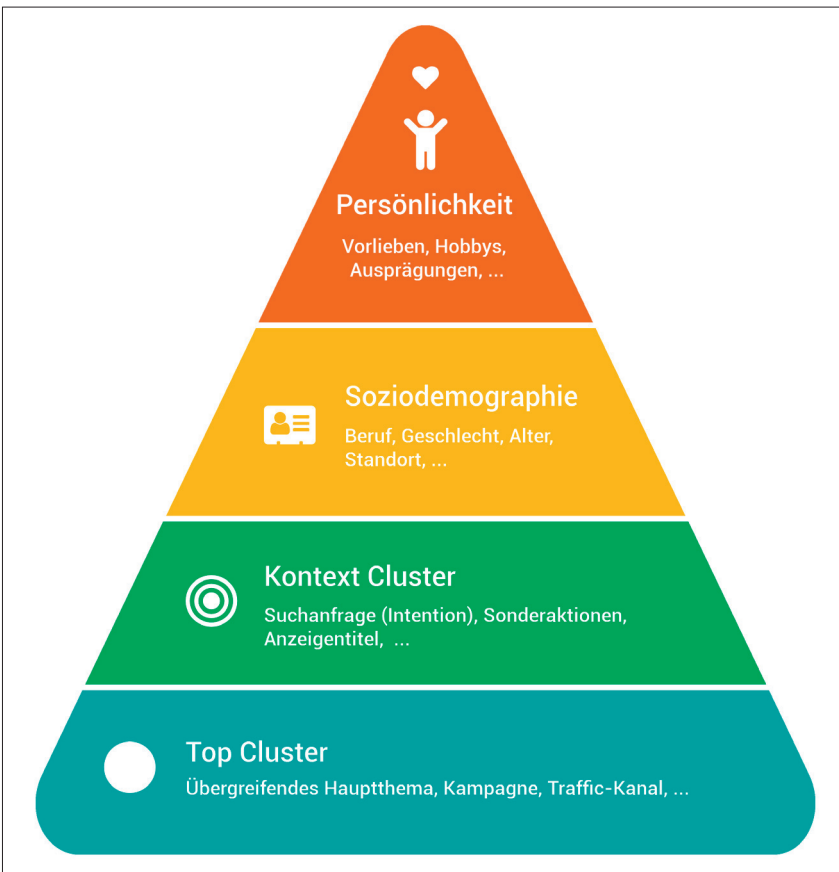 Persönlichkeit
Vorlieben, Hobbys,
Ausprägungen, ...
Soziodemographie
Beruf, Geschlecht, Alter,
Standort, ...
Kontext Cluster
Suchanfrage (Intention), Sonderaktionen,
Anzeigentitel, ...
Top Cluster
Übergreifendes Hauptthema, Kampagne, Traffic-Kanal, ...